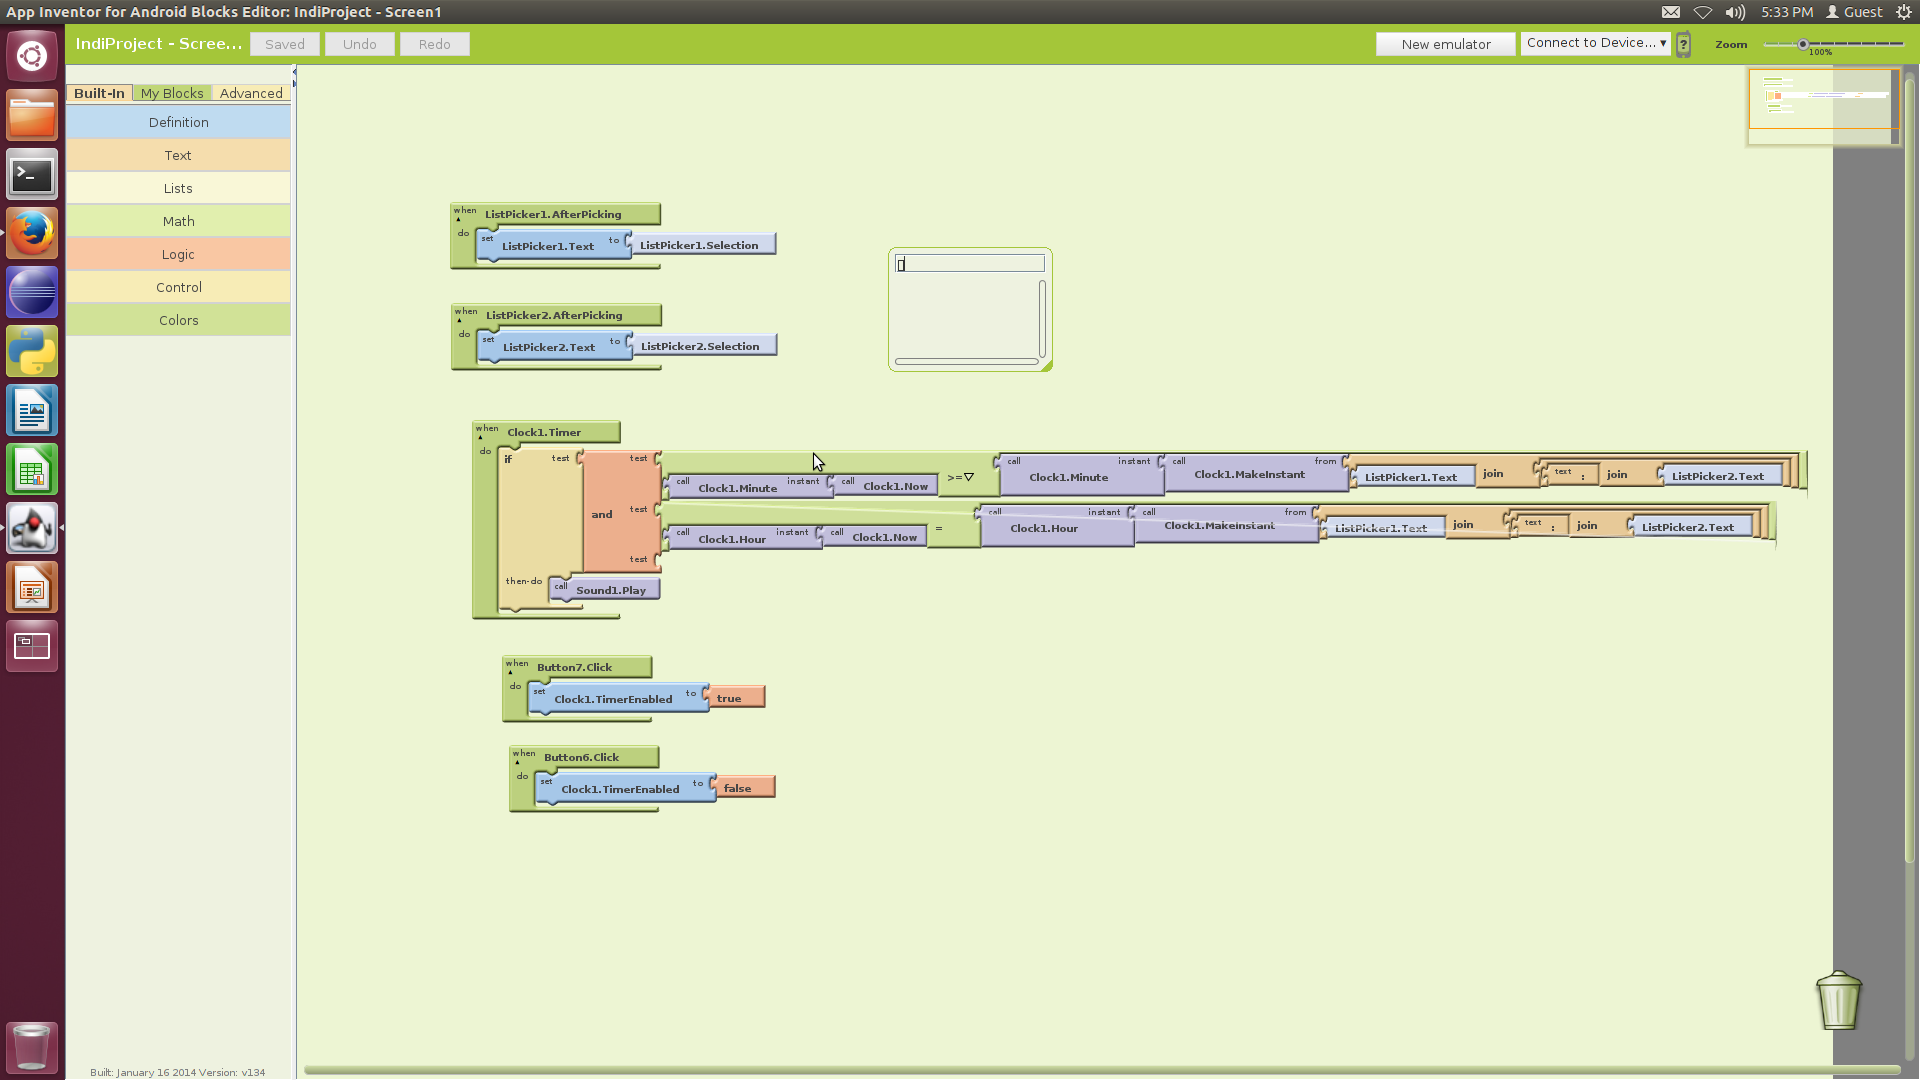 App Inventor for Android Blocks Editor: IndiProject - Screen1
5:33 PM Guest
IndiProject - Scree...
Saved
Undo
Redo
New emulator
Connect to Device...
?
Zoom
100%
Built-In
My Blocks
Advanced
Definition
Text
Lists
Math
Logic
Control
Colors
when ListPicker1.AfterPicking
do set ListPicker1.Text to ListPicker1.Selection
when ListPicker2.AfterPicking
do set ListPicker2.Text to ListPicker2.Selection
when Clock1.Timer
do if test and test call Clock1.Minute instant call Clock1.Now >= call Clock1.Minute instant call Clock1.MakeInstant from ListPicker1.Text join text : join ListPicker2.Text
test call Clock1.Hour instant call Clock1.Now = call Clock1.Hour instant call Clock1.MakeInstant from ListPicker1.Text join text : join ListPicker2.Text
test
then-do call Sound1.Play
when Button7.Click
do set Clock1.TimerEnabled to true
when Button6.Click
do set Clock1.TimerEnabled to false
Built: January 16 2014 Version: v134